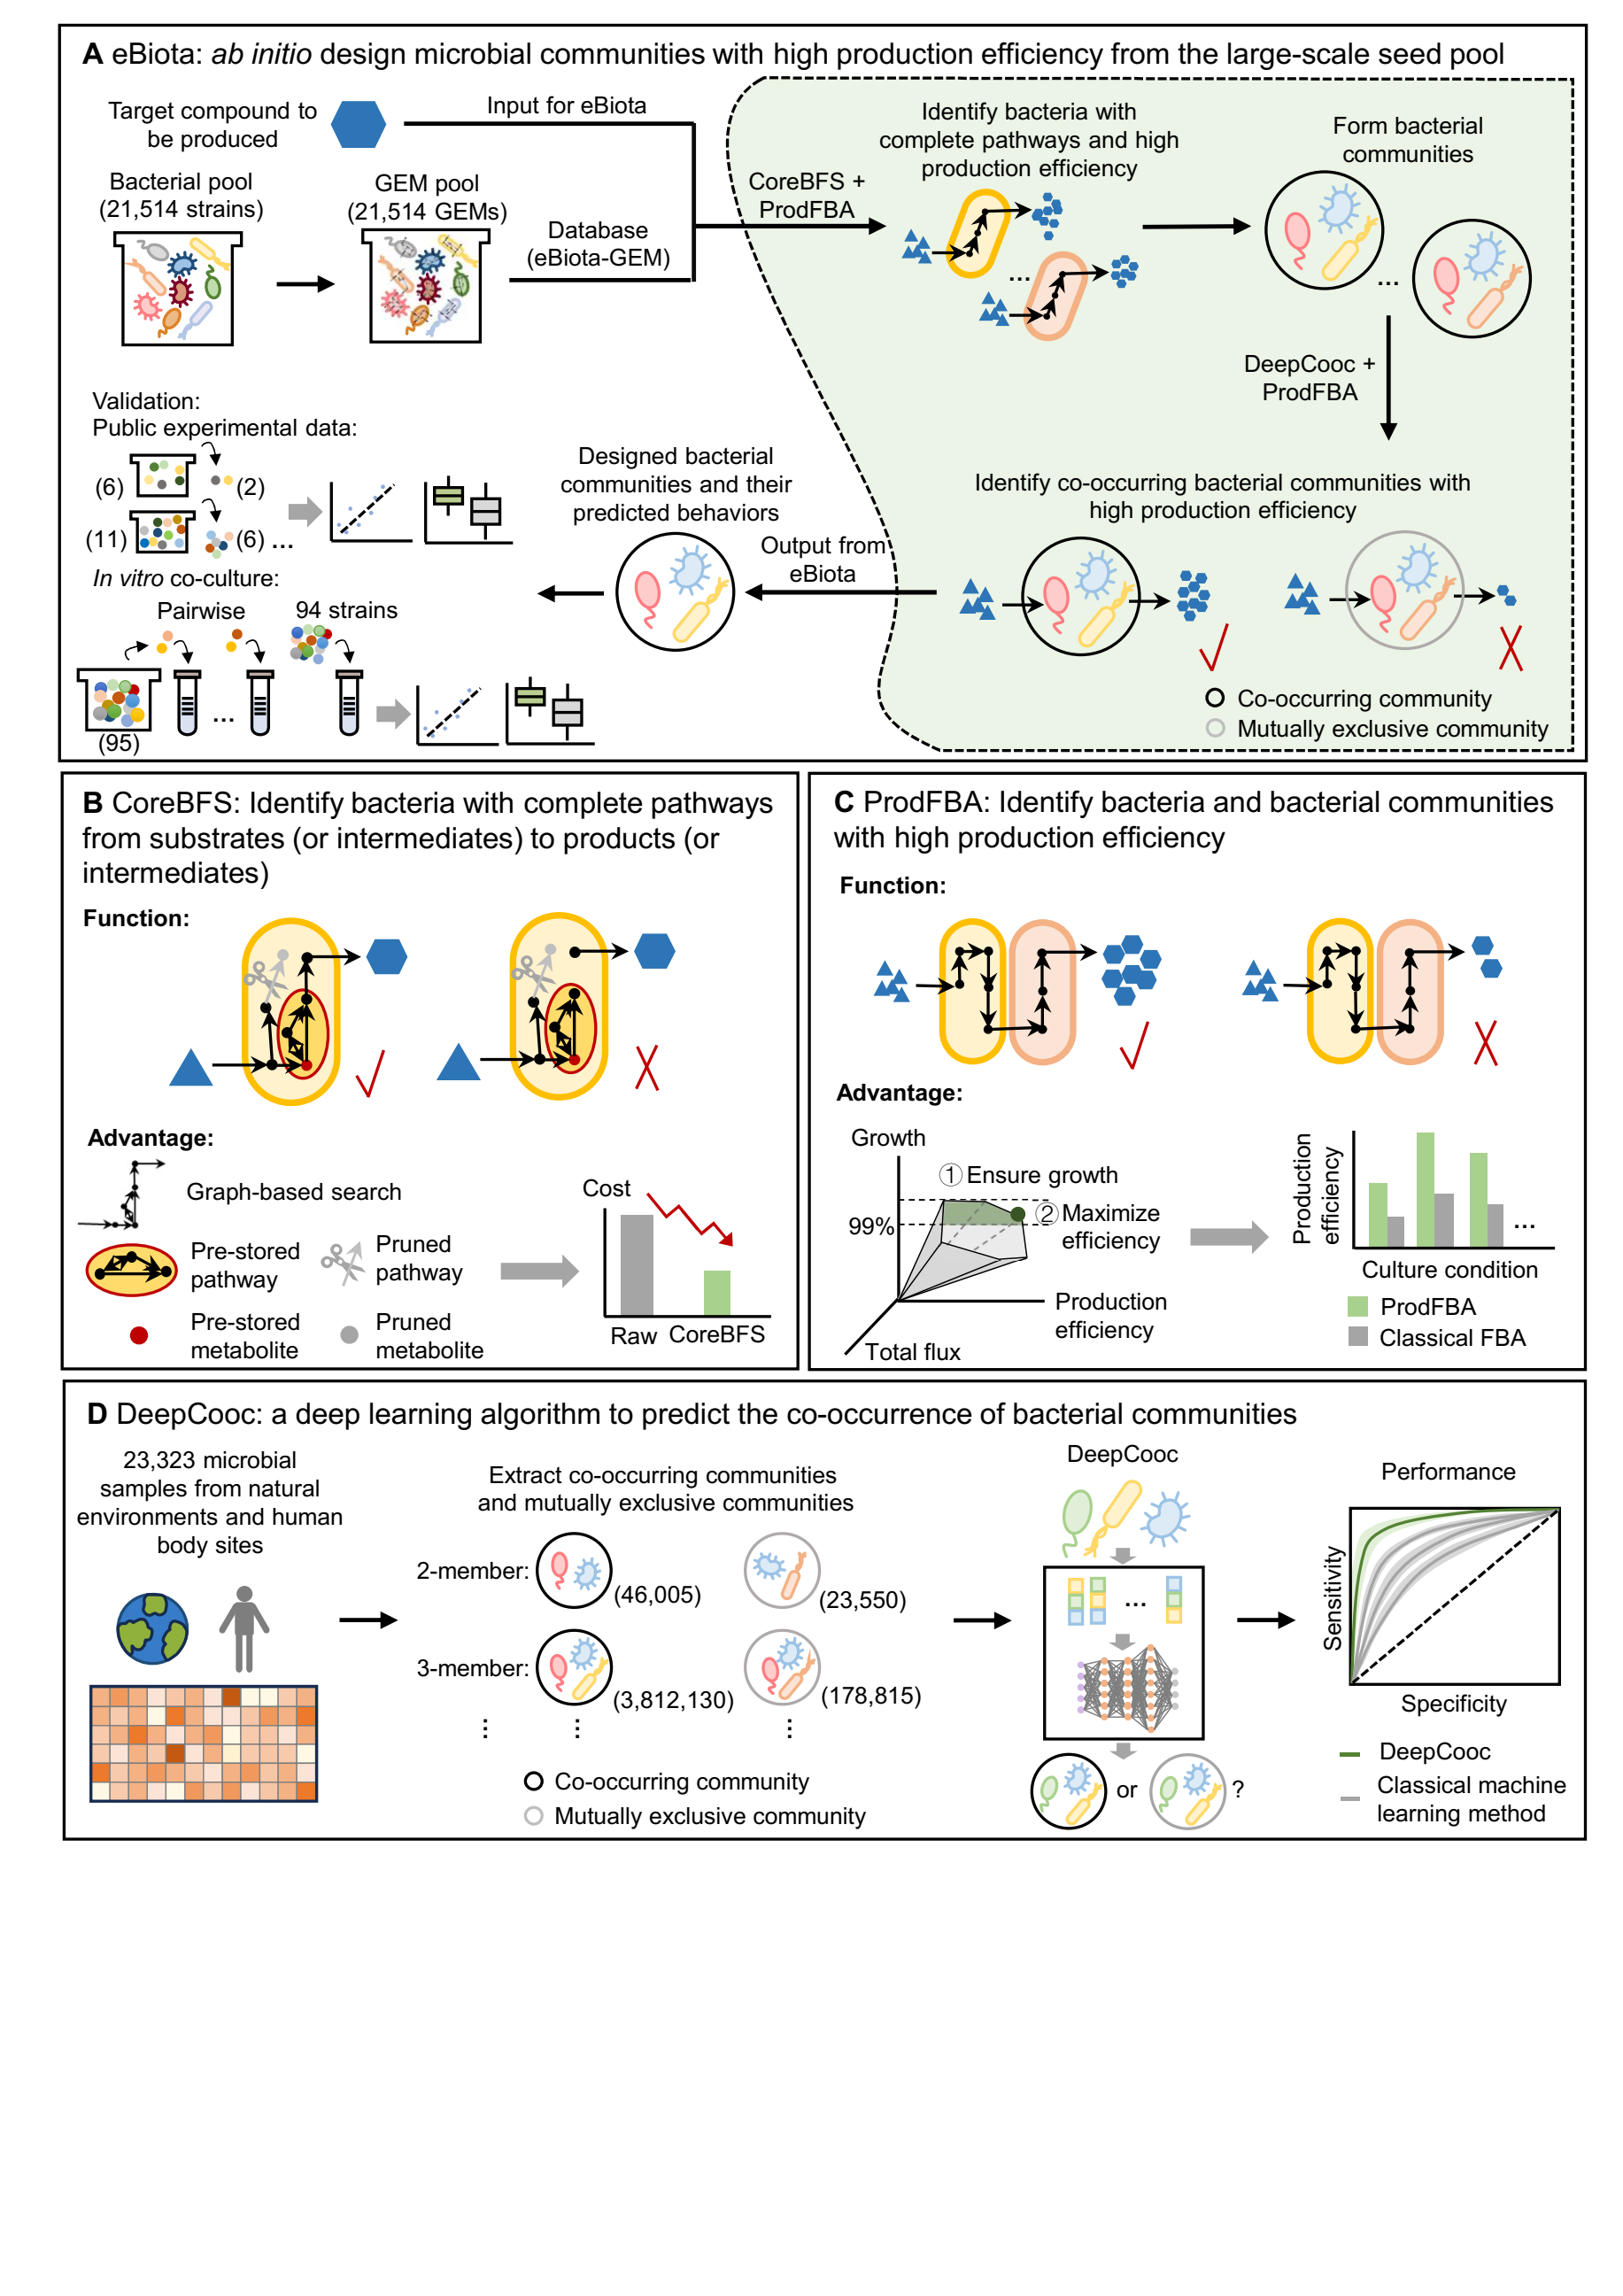 A eBiota: ab initio design microbial communities with high production efficiency from the large-scale seed pool
Target compound to
be produced
Input for eBiota
Bacterial pool
(21,514 strains)
GEM pool
(21,514 GEMs)
Database
(eBiota-GEM)
CoreBFS +
ProdFBA
Identify bacteria with
complete pathways and high
production efficiency
...
Form bacterial
communities
...
DeepCooc +
ProdFBA
Identify co-occurring bacterial communities with
high production efficiency
Co-occurring community
Mutually exclusive community
Output from
eBiota
Designed bacterial
communities and their
predicted behaviors
Validation:
Public experimental data:
(6)
(2)
(11)
(6) ...
In vitro co-culture:
Pairwise
94 strains
...
(95)
B CoreBFS: Identify bacteria with complete pathways
from substrates (or intermediates) to products (or
intermediates)
Function:
Advantage:
Graph-based search
Pre-stored
pathway
Pruned
pathway
Pre-stored
metabolite
Pruned
metabolite
Cost
Raw
CoreBFS
C ProdFBA: Identify bacteria and bacterial communities
with high production efficiency
Function:
Advantage:
Growth
① Ensure growth
99%
② Maximize
efficiency
Production
efficiency
Total flux
Production
efficiency
...
Culture condition
ProdFBA
Classical FBA
D DeepCooc: a deep learning algorithm to predict the co-occurrence of bacterial communities
23,323 microbial
samples from natural
environments and human
body sites
Extract co-occurring communities
and mutually exclusive communities
2-member:
(46,005)
(23,550)
3-member:
(3,812,130)
(178,815)
⋮
⋮
⋮
Co-occurring community
Mutually exclusive community
DeepCooc
...
or
?
Performance
Sensitivity
Specificity
DeepCooc
Classical machine
learning method